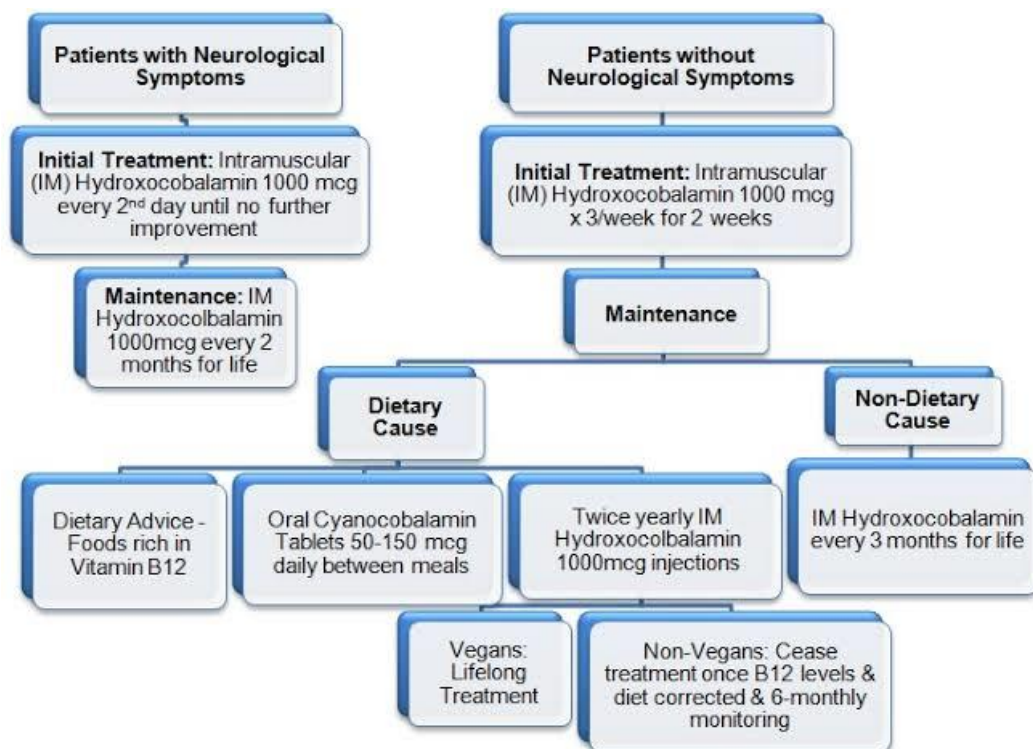 Patients with Neurological
Symptoms
Patients without
Neurological Symptoms
Initial Treatment: Intramuscular
(IM) Hydroxocobalamin 1000 mcg
every 2nd day until no further
improvement
Initial Treatment: Intramuscular
(IM) Hydroxocobalamin 1000 mcg
x 3/week for 2 weeks
Maintenance: IM
Hydroxocolbalamin
1000mcg every 2
months for life
Maintenance
Dietary
Cause
Non-Dietary
Cause
Dietary Advice -
Foods rich in
Vitamin B12
Oral Cyanocobalamin
Tablets 50-150 mcg
daily between meals
Twice yearly IM
Hydroxocolbalamin
1000mcg injections
IM Hydroxocobalamin
every 3 months for life
Vegans:
Lifelong
Treatment
Non-Vegans: Cease
treatment once B12 levels &
diet corrected & 6-monthly
monitoring